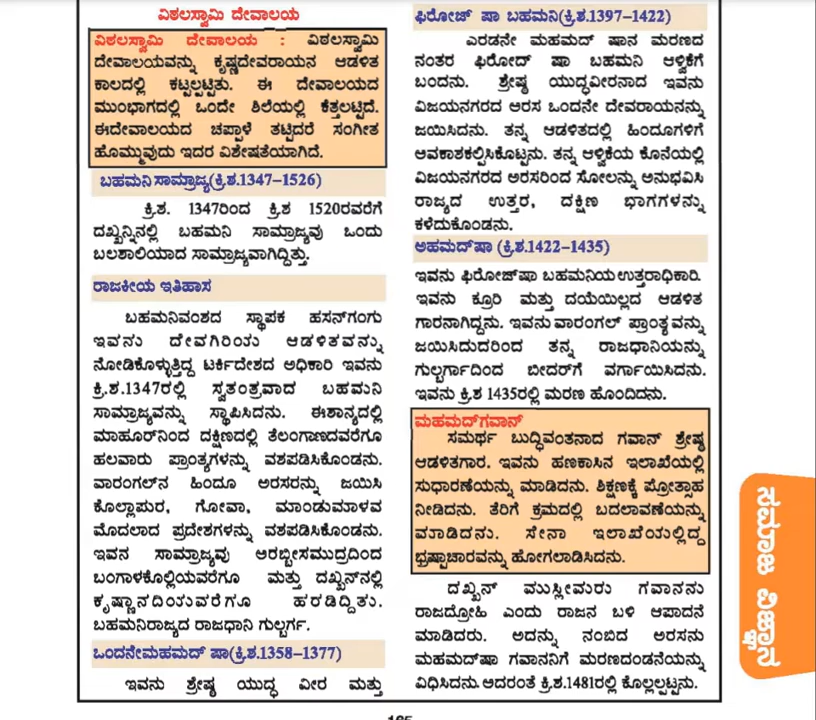 ವಿಠಲಸ್ವಾಮಿ ದೇವಾಲಯ
ವಿಠಲಸ್ವಾಮಿ ದೇವಾಲಯ : ವಿಠಲಸ್ವಾಮಿ
ದೇವಾಲಯವನ್ನು ಕೃಷ್ಣದೇವರಾಯನ ಆಡಳಿತ
ಕಾಲದಲ್ಲಿ ಕಟ್ಟಲ್ಪಟ್ಟಿತು. ಈ ದೇವಾಲಯದ
ಮುಂಭಾಗದಲ್ಲಿ ಒಂದೇ ಶಿಲೆಯಲ್ಲಿ ಕೆತ್ತಲಟ್ಟಿದೆ.
ಈದೇವಾಲಯದ ಚಪ್ಪಾಳೆ ತಟ್ಟಿದರೆ ಸಂಗೀತ
ಹೊಮ್ಮುವುದು ಇದರ ವಿಶೇಷತೆಯಾಗಿದೆ.
ಬಹಮನಿ ಸಾಮ್ರಾಜ್ಯ(ಕ್ರಿ.ಶ.1347–1526)
ಕ್ರಿ.ಶ. 1347ರಿಂದ ಕ್ರಿ.ಶ 1520ರವರೆಗೆ
ದಖ್ಖನ್ನಿನಲ್ಲಿ ಬಹಮನಿ ಸಾಮ್ರಾಜ್ಯವು ಒಂದು
ಬಲಶಾಲಿಯಾದ ಸಾಮ್ರಾಜ್ಯವಾಗಿದ್ದಿತ್ತು.
ರಾಜಕೀಯ ಇತಿಹಾಸ
ಬಹಮನಿವಂಶದ ಸ್ಥಾಪಕ ಹಸನ್‌ಗಂಗು
ಇವನು ದೇವಗಿರಿಯ ಆಡಳಿತವನ್ನು
ನೋಡಿಕೊಳ್ಳುತ್ತಿದ್ದ ಟರ್ಕಿದೇಶದ ಅಧಿಕಾರಿ ಇವನು
ಕ್ರಿ.ಶ.1347ರಲ್ಲಿ ಸ್ವತಂತ್ರವಾದ ಬಹಮನಿ
ಸಾಮ್ರಾಜ್ಯವನ್ನು ಸ್ಥಾಪಿಸಿದನು. ಈಶಾನ್ಯದಲ್ಲಿ
ಮಾಹೂರ್‌ನಿಂದ ದಕ್ಷಿಣದಲ್ಲಿ ತೆಲಂಗಾಣದವರೆಗೂ
ಹಲವಾರು ಪ್ರಾಂತ್ಯಗಳನ್ನು ವಶಪಡಿಸಿಕೊಂಡನು.
ವಾರಂಗಲ್‌ನ ಹಿಂದೂ ಅರಸರನ್ನು ಜಯಿಸಿ
ಕೊಲ್ಲಾಪುರ, ಗೋವಾ, ಮಾಂಡುಮಾಳವ
ಮೊದಲಾದ ಪ್ರದೇಶಗಳನ್ನು ವಶಪಡಿಸಿಕೊಂಡನು.
ಇವನ ಸಾಮ್ರಾಜ್ಯವು ಅರಬ್ಬೀಸಮುದ್ರದಿಂದ
ಬಂಗಾಳಕೊಲ್ಲಿಯವರೆಗೂ ಮತ್ತು ದಖ್ಖನ್‌ನಲ್ಲಿ
ಕೃಷ್ಣಾನದಿಯವರೆಗೂ ಹರಡಿದ್ದಿತು.
ಬಹಮನಿರಾಜ್ಯದ ರಾಜಧಾನಿ ಗುಲ್ಬರ್ಗ.
ಒಂದನೇಮಹಮದ್ ಷಾ(ಕ್ರಿ.ಶ.1358–1377)
ಇವನು ಶ್ರೇಷ್ಠ ಯುದ್ಧ ವೀರ ಮತ್ತು
ಫಿರೋಜ್ ಷಾ ಬಹಮನಿ(ಕ್ರಿ.ಶ.1397–1422)
ಎರಡನೇ ಮಹಮದ್ ಷಾನ ಮರಣದ
ನಂತರ ಫಿರೋದ್ ಷಾ ಬಹಮನಿ ಆಳ್ವಿಕೆಗೆ
ಬಂದನು. ಶ್ರೇಷ್ಠ ಯುದ್ಧವೀರನಾದ ಇವನು
ವಿಜಯನಗರದ ಅರಸ ಒಂದನೇ ದೇವರಾಯನನ್ನು
ಜಯಿಸಿದನು. ತನ್ನ ಆಡಳಿತದಲ್ಲಿ ಹಿಂದೂಗಳಿಗೆ
ಅವಕಾಶಕಲ್ಪಿಸಿಕೊಟ್ಟನು. ತನ್ನ ಆಳ್ವಿಕೆಯ ಕೊನೆಯಲ್ಲಿ
ವಿಜಯನಗರದ ಅರಸರಿಂದ ಸೋಲನ್ನು ಅನುಭವಿಸಿ
ರಾಜ್ಯದ ಉತ್ತರ, ದಕ್ಷಿಣ ಭಾಗಗಳನ್ನು
ಕಳೆದುಕೊಂಡನು.
ಅಹಮದ್‌ಷಾ (ಕ್ರಿ.ಶ.1422–1435)
ಇವನು ಫಿರೋಜ್‌ಷಾ ಬಹಮನಿಯ ಉತ್ತರಾಧಿಕಾರಿ.
ಇವನು ಕ್ರೂರಿ ಮತ್ತು ದಯೆಯಿಲ್ಲದ ಆಡಳಿತ
ಗಾರನಾಗಿದ್ದನು. ಇವನು ವಾರಂಗಲ್ ಪ್ರಾಂತ್ಯವನ್ನು
ಜಯಿಸಿದುದರಿಂದ ತನ್ನ ರಾಜಧಾನಿಯನ್ನು
ಗುಲ್ಬರ್ಗಾದಿಂದ ಬೀದರ್‌ಗೆ ವರ್ಗಾಯಿಸಿದನು.
ಇವನು ಕ್ರಿ.ಶ 1435ರಲ್ಲಿ ಮರಣ ಹೊಂದಿದನು.
ಮಹಮದ್‌ಗವಾನ್
ಸಮರ್ಥ ಬುದ್ಧಿವಂತನಾದ ಗವಾನ್ ಶ್ರೇಷ್ಠ
ಆಡಳಿತಗಾರ. ಇವನು ಹಣಕಾಸಿನ ಇಲಾಖೆಯಲ್ಲಿ
ಸುಧಾರಣೆಯನ್ನು ಮಾಡಿದನು. ಶಿಕ್ಷಣಕ್ಕೆ ಪ್ರೋತ್ಸಾಹ
ನೀಡಿದನು. ತೆರಿಗೆ ಕ್ರಮದಲ್ಲಿ ಬದಲಾವಣೆಯನ್ನು
ಮಾಡಿದನು. ಸೇನಾ ಇಲಾಖೆಯಲ್ಲಿದ್ದ
ಭ್ರಷ್ಟಾಚಾರವನ್ನು ಹೋಗಲಾಡಿಸಿದನು.
ದಖ್ಖನ್ ಮುಸ್ಲೀಮರು ಗವಾನನು
ರಾಜದ್ರೋಹಿ ಎಂದು ರಾಜನ ಬಳಿ ಆಪಾದನೆ
ಮಾಡಿದರು. ಅದನ್ನು ನಂಬಿದ ಅರಸನು
ಮಹಮದ್‌ಷಾ ಗವಾನನಿಗೆ ಮರಣದಂಡನೆಯನ್ನು
ವಿಧಿಸಿದನು. ಆದರಂತೆ ಕ್ರಿ.ಶ.1481ರಲ್ಲಿ ಕೊಲ್ಲಲ್ಪಟ್ಟನು.
ಸಮಾಜ ವಿಜ್ಞಾನ